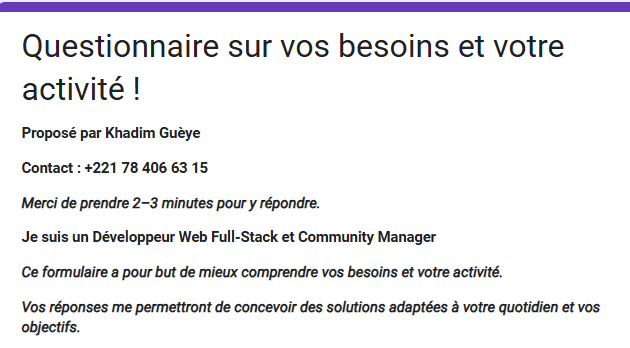 Questionnaire sur vos besoins et votre
activité !
Proposé par Khadim Guèye
Contact : +221 78 406 63 15
Merci de prendre 2–3 minutes pour y répondre.
Je suis un Développeur Web Full-Stack et Community Manager
Ce formulaire a pour but de mieux comprendre vos besoins et votre activité.
Vos réponses me permettront de concevoir des solutions adaptées à votre quotidien et vos
objectifs.